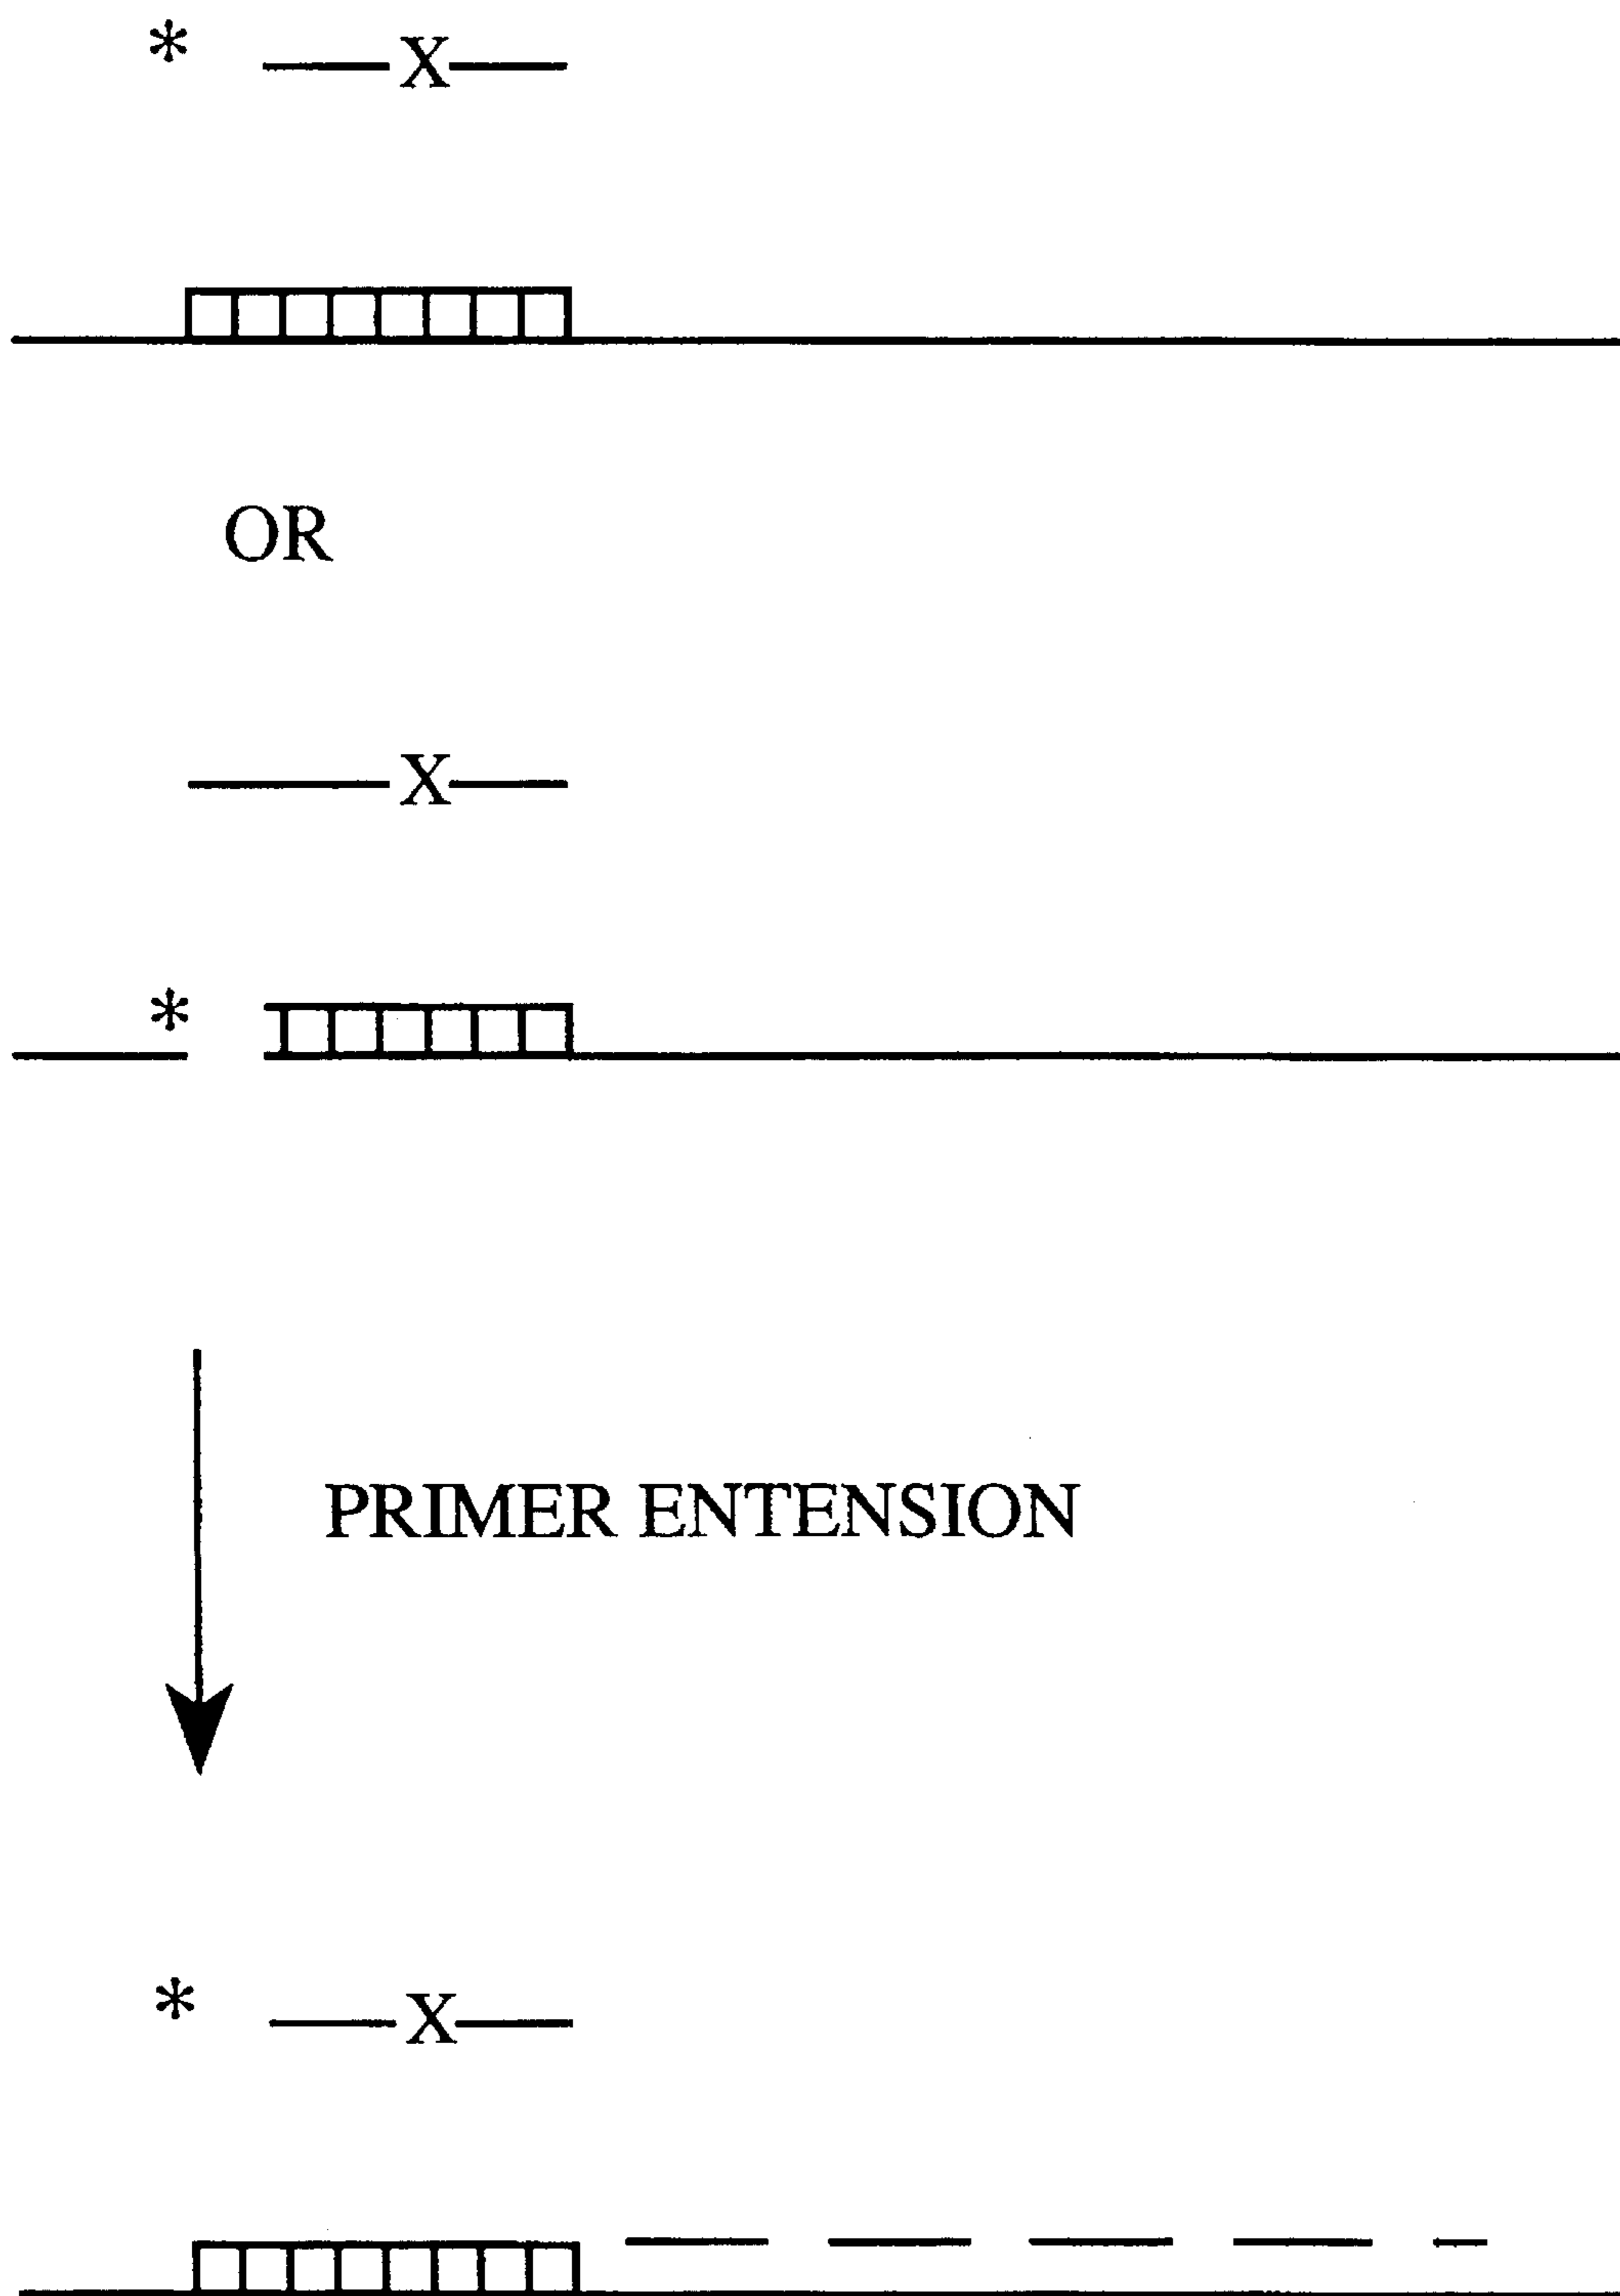 *
X
OR
X
*
PRIMER ENTENSION
*
X